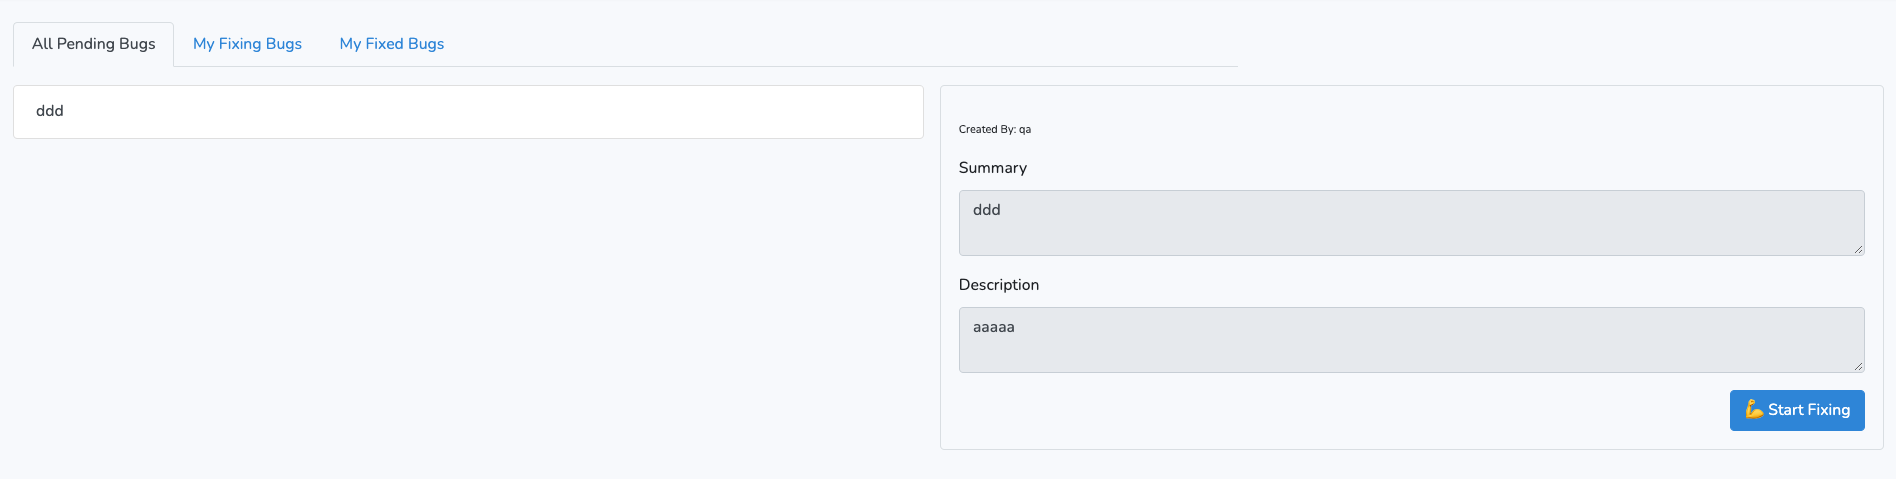 All Pending Bugs My Fixing Bugs My Fixed Bugs
ddd
Created By: qa
Summary
ddd
Description
aaaaa
💪 Start Fixing